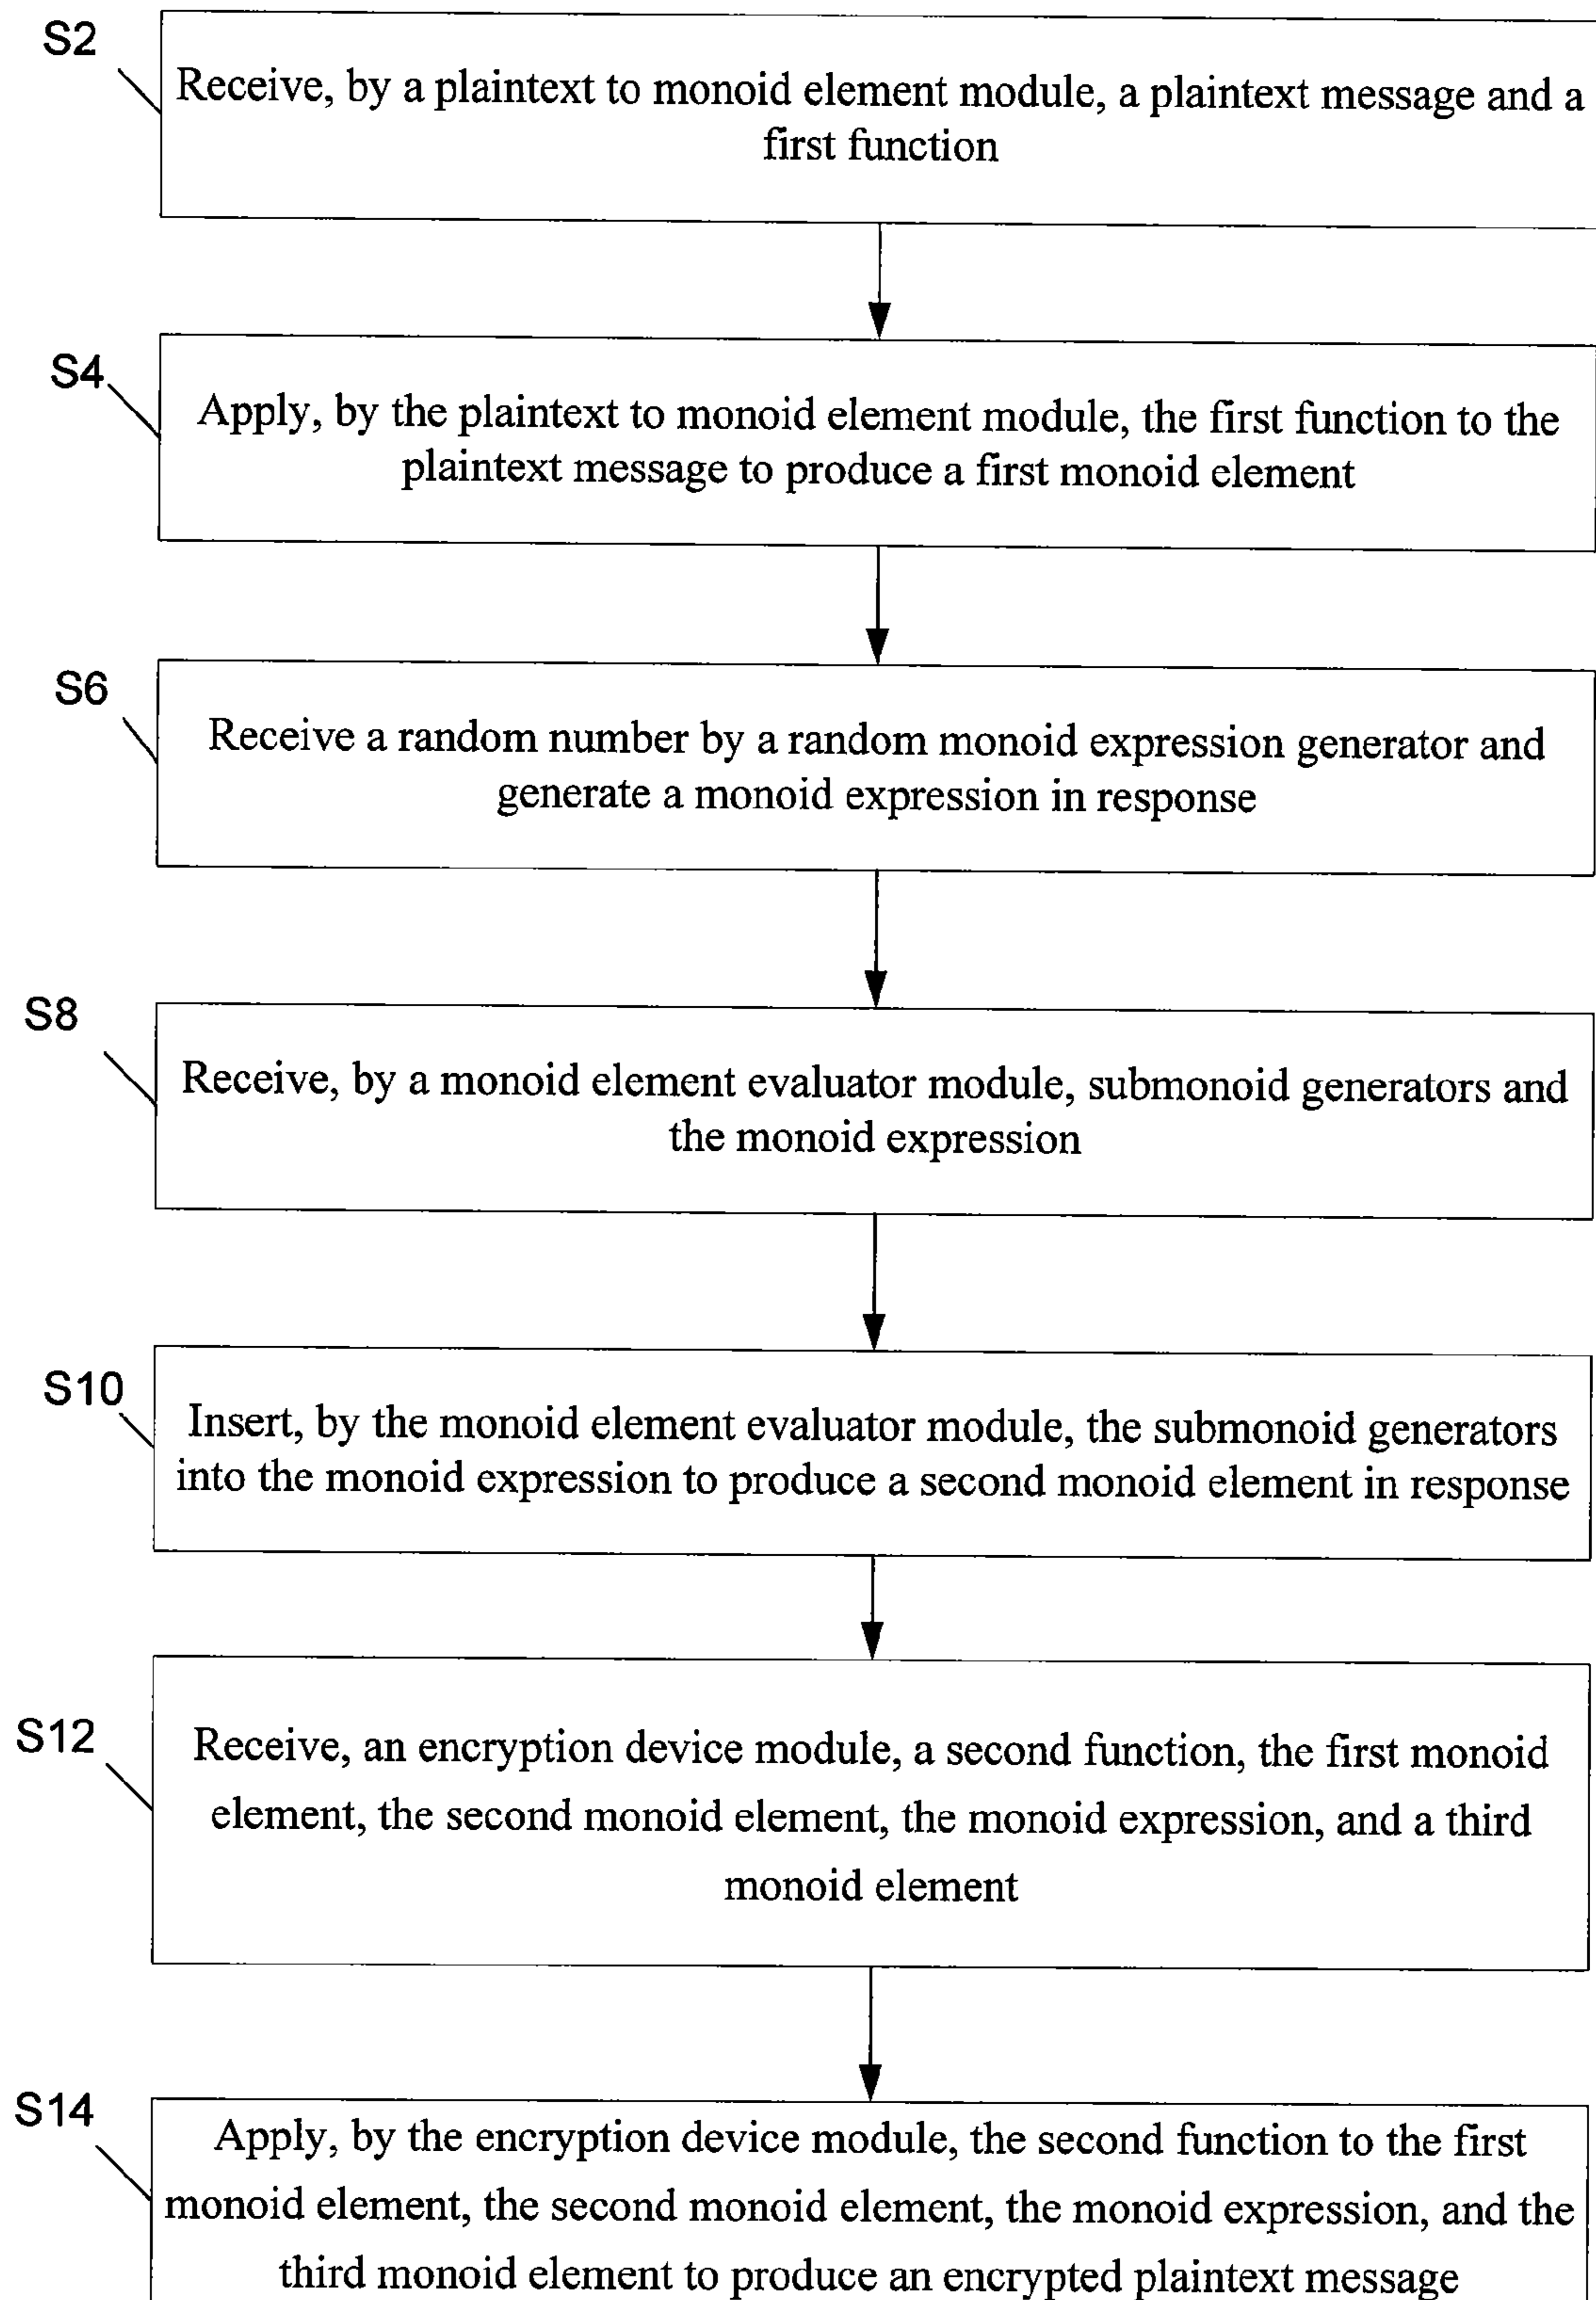 S2
Receive, by a plaintext to monoid element module, a plaintext message and a
first function
S4
Apply, by the plaintext to monoid element module, the first function to the
plaintext message to produce a first monoid element
S6
Receive a random number by a random monoid expression generator and
generate a monoid expression in response
S8
Receive, by a monoid element evaluator module, submonoid generators and
the monoid expression
S10
Insert, by the monoid element evaluator module, the submonoid generators
into the monoid expression to produce a second monoid element in response
S12
Receive, an encryption device module, a second function, the first monoid
element, the second monoid element, the monoid expression, and a third
monoid element
S14
Apply, by the encryption device module, the second function to the first
monoid element, the second monoid element, the monoid expression, and the
third monoid element to produce an encrypted plaintext message